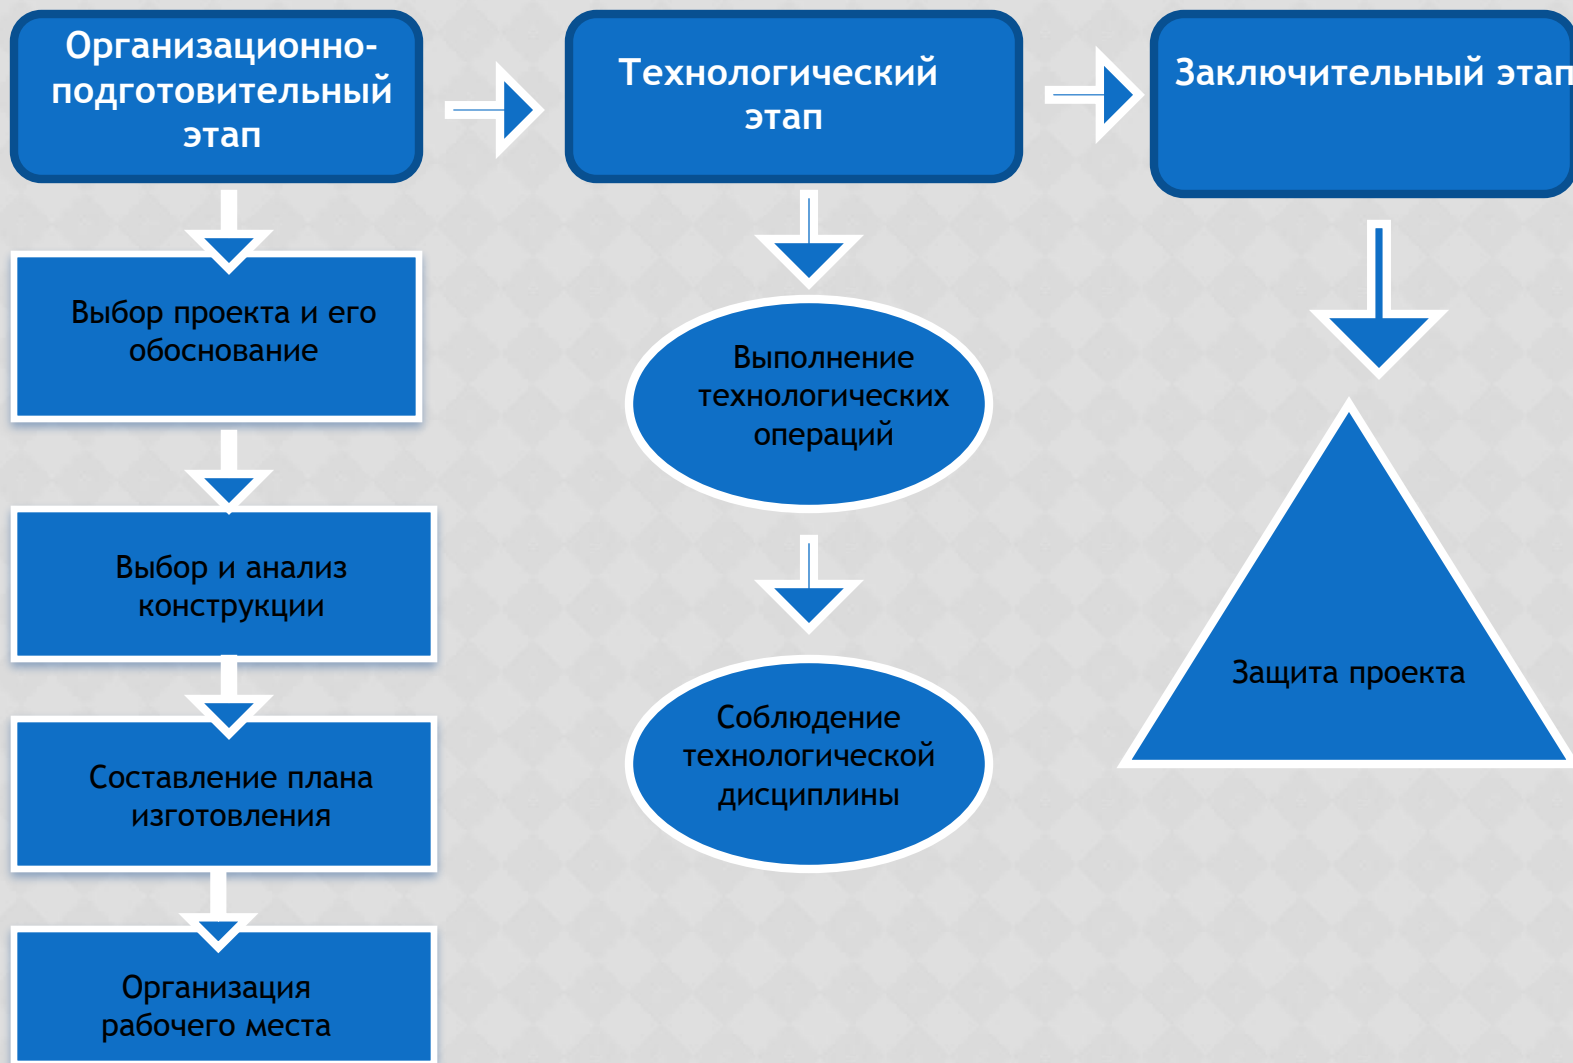 Организационно-
подготовительный
этап
Технологический
этап
Заключительный этап
Выбор проекта и его
обоснование
Выбор и анализ
конструкции
Составление плана
изготовления
Организация
рабочего места
Выполнение
технологических
операций
Соблюдение
технологической
дисциплины
Защита проекта